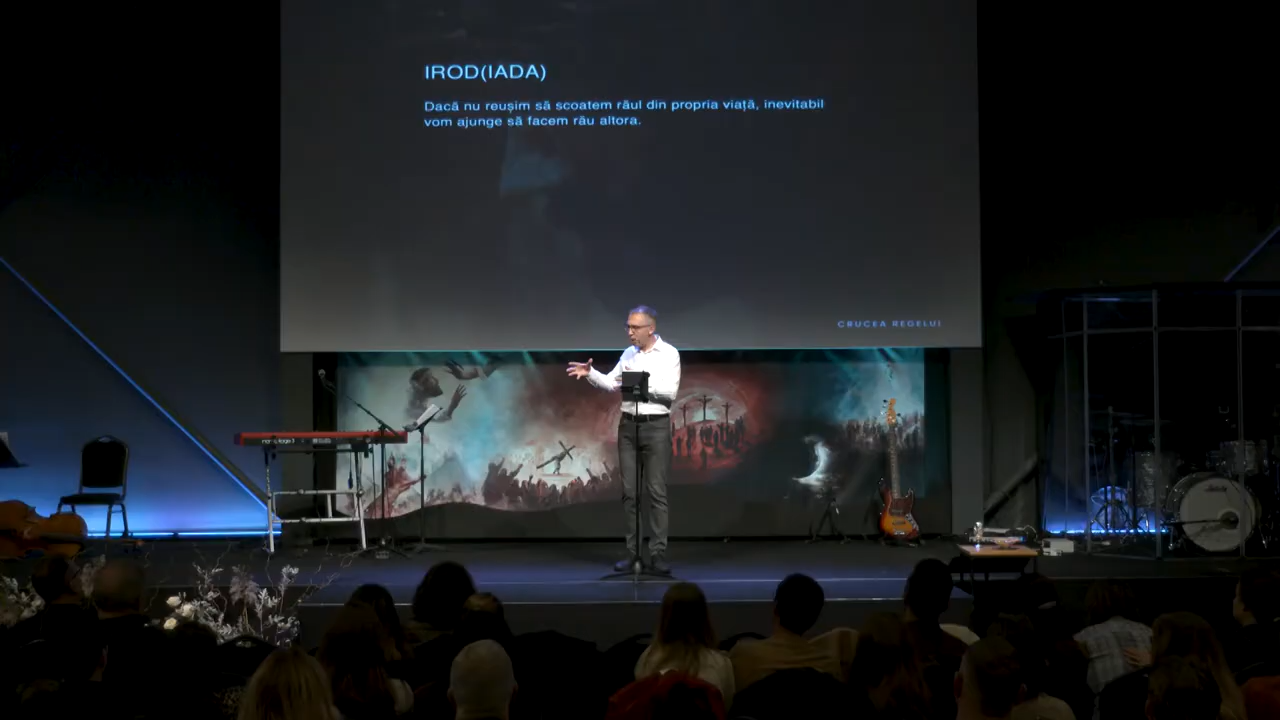 IROD(IADA)
Dacă nu reușim să scoatem răul din propria viață, inevitabil
vom ajunge să facem rău altora.
CRUCEA REGELUI